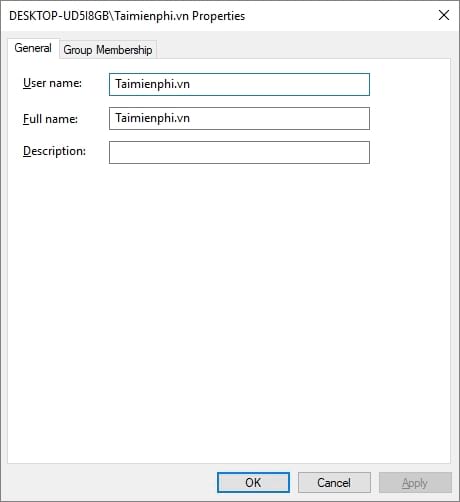 DESKTOP-UD5I8GB\Taimienphi.vn Properties
General Group Membership
User name: Taimienphi.vn
Full name: Taimienphi.vn
Description:
OK Cancel Apply